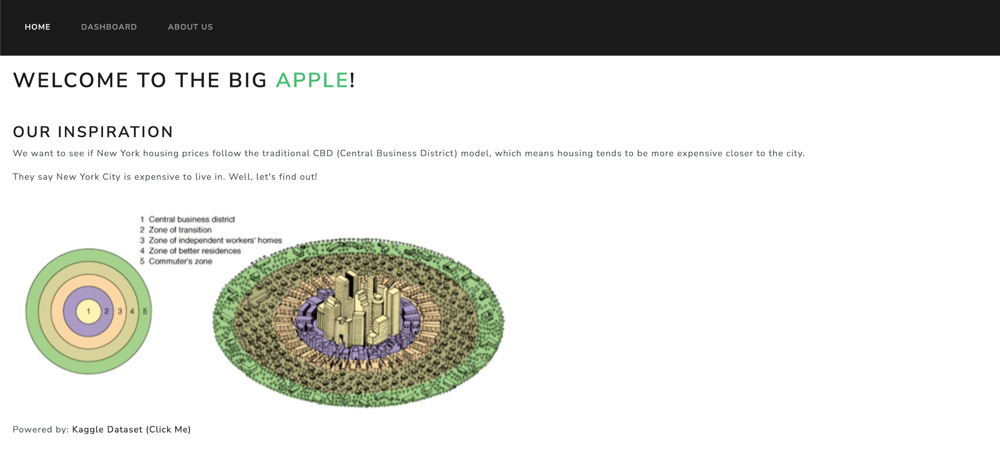 HOME DASHBOARD ABOUT US
WELCOME TO THE BIG APPLE!
OUR INSPIRATION
We want to see if New York housing prices follow the traditional CBD (Central Business District) model, which means housing tends to be more expensive closer to the city.
They say New York City is expensive to live in. Well, let's find out!
1 Central business district
2 Zone of transition
3 Zone of independent workers' homes
4 Zone of better residences
5 Commuter's zone
1 2 3 4 5
Powered by: Kaggle Dataset (Click Me)